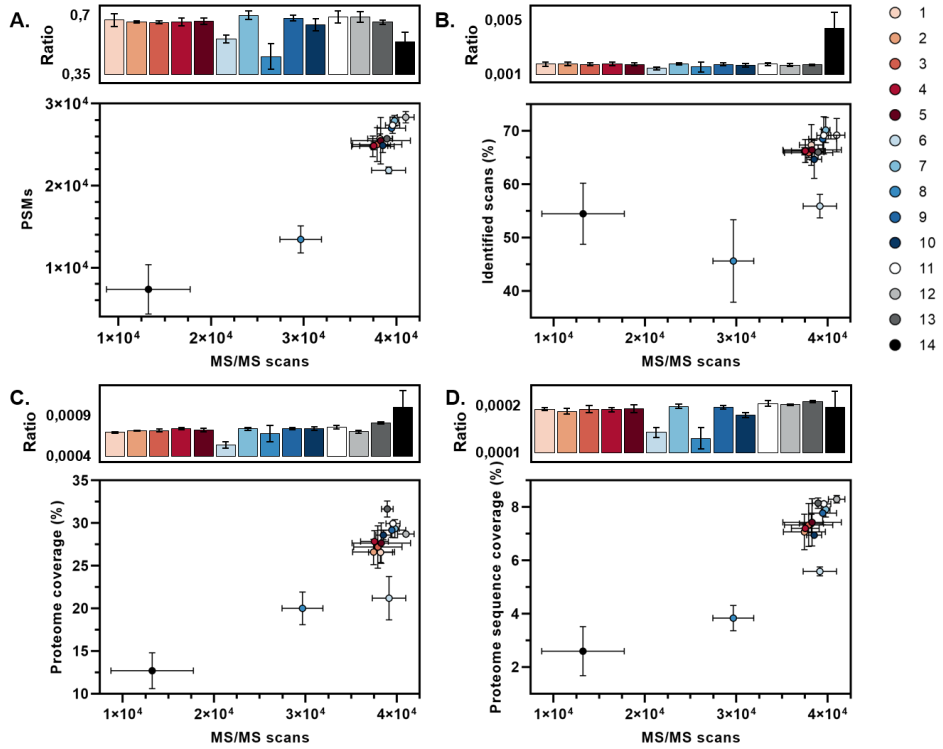 A.
Ratio
0,7
0,35
PSMs
3×10⁴
2×10⁴
1×10⁴
1×10⁴ 2×10⁴ 3×10⁴ 4×10⁴
MS/MS scans
B.
Ratio
0,005
0,001
Identified scans (%)
70
60
50
40
1×10⁴ 2×10⁴ 3×10⁴ 4×10⁴
MS/MS scans
1
2
3
4
5
6
7
8
9
10
11
12
13
14
C.
Ratio
0,0009
0,0004
Proteome coverage (%)
35
30
25
20
15
10
1×10⁴ 2×10⁴ 3×10⁴ 4×10⁴
MS/MS scans
D.
Ratio
0,0002
0,0001
Proteome sequence coverage (%)
8
6
4
2
1×10⁴ 2×10⁴ 3×10⁴ 4×10⁴
MS/MS scans